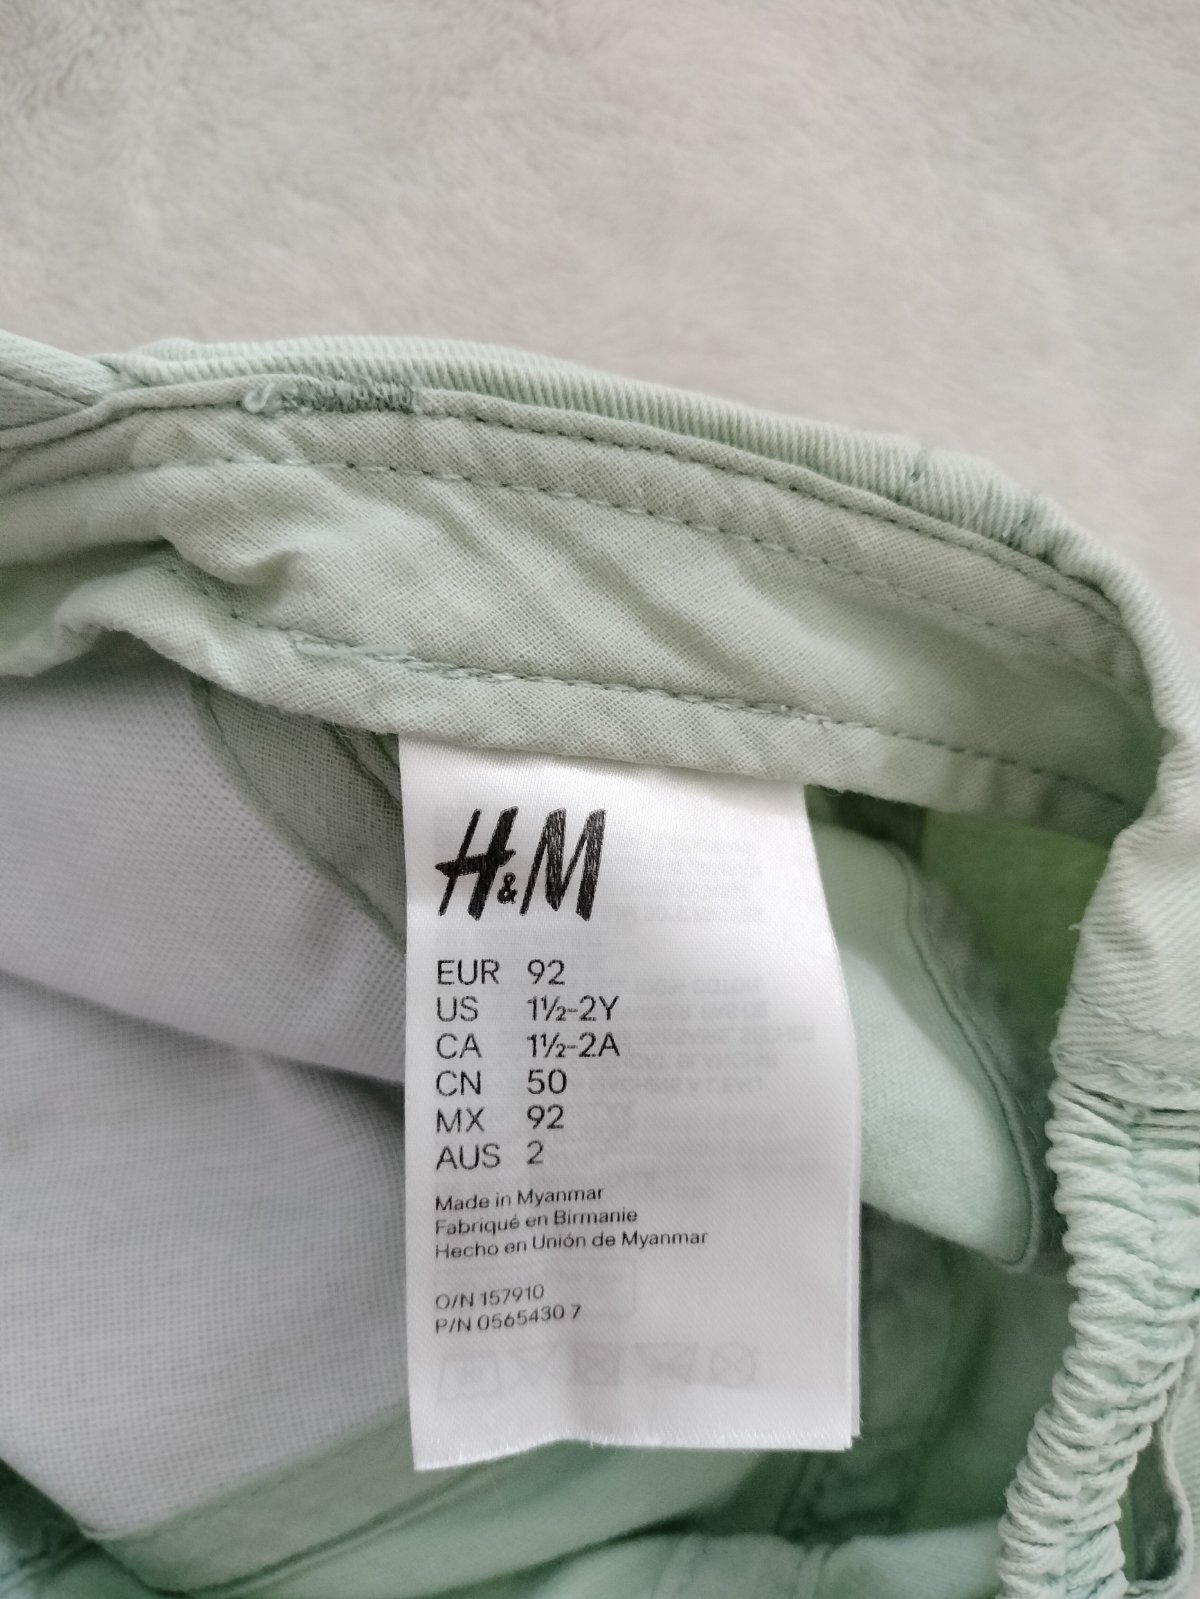 H&M
EUR 92
US 1½-2Y
CA 1½-2A
CN 50
MX 92
AUS 2
Made in Myanmar
Fabriqué en Birmanie
Hecho en Unión de Myanmar
O/N 157910
P/N 0565430 7